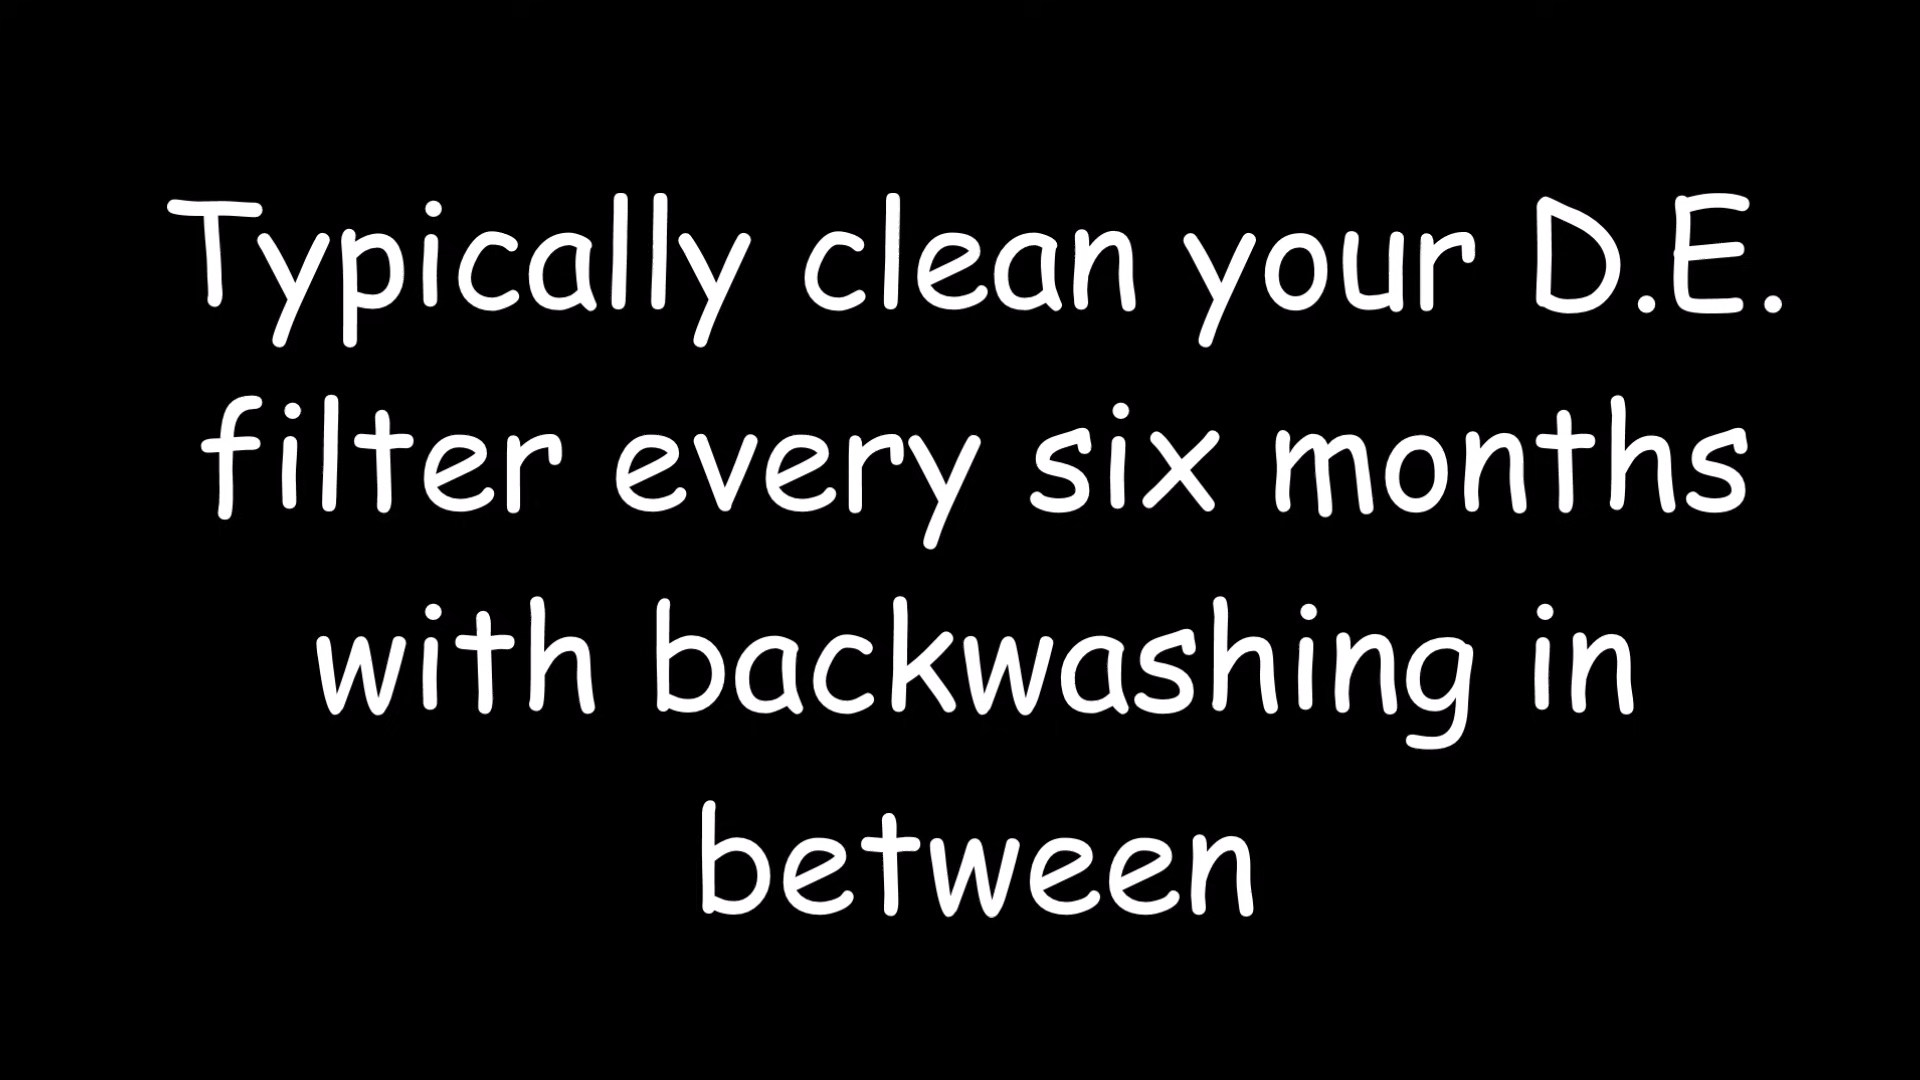 Typically clean your D.E.
filter every six months
with backwashing in
between